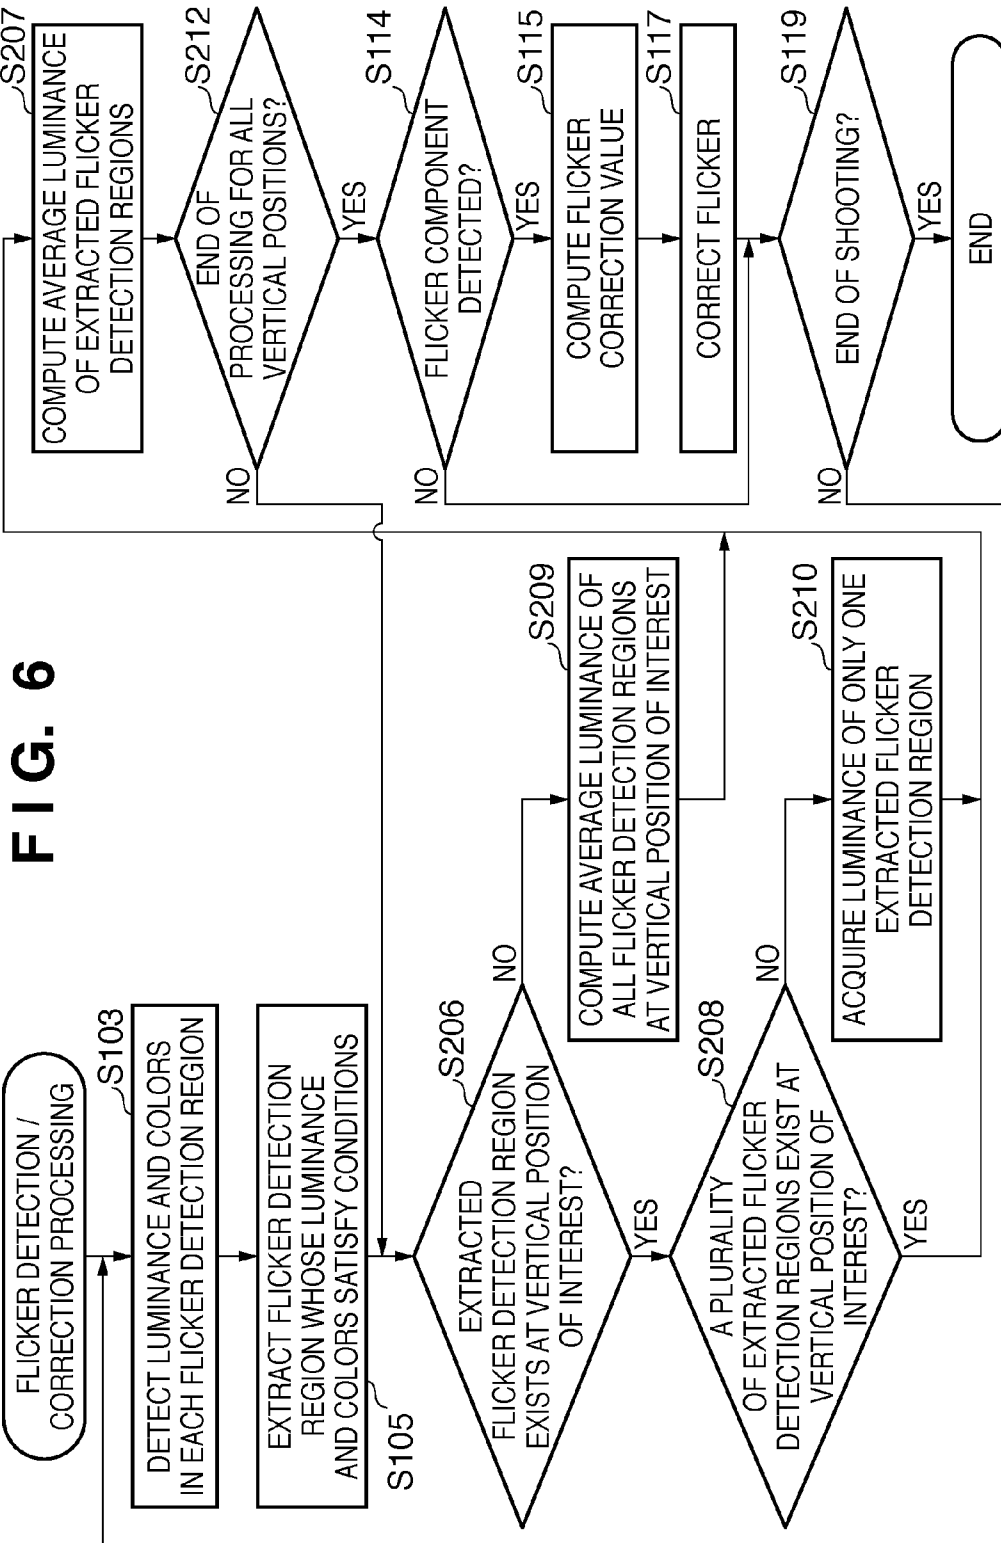 FIG. 6
FLICKER DETECTION /
CORRECTION PROCESSING
S103
DETECT LUMINANCE AND COLORS
IN EACH FLICKER DETECTION REGION
EXTRACT FLICKER DETECTION
REGION WHOSE LUMINANCE
AND COLORS SATISFY CONDITIONS
S105
S206
EXTRACTED
FLICKER DETECTION REGION
EXISTS AT VERTICAL POSITION
OF INTEREST?
NO
YES
S209
COMPUTE AVERAGE LUMINANCE OF
ALL FLICKER DETECTION REGIONS
AT VERTICAL POSITION OF INTEREST
S208
A PLURALITY
OF EXTRACTED FLICKER
DETECTION REGIONS EXIST AT
VERTICAL POSITION OF
INTEREST?
NO
YES
S210
ACQUIRE LUMINANCE OF ONLY ONE
EXTRACTED FLICKER
DETECTION REGION
S207
COMPUTE AVERAGE LUMINANCE
OF EXTRACTED FLICKER
DETECTION REGIONS
S212
END OF
PROCESSING FOR ALL
VERTICAL POSITIONS?
NO
YES
S114
FLICKER COMPONENT
DETECTED?
NO
YES
S115
COMPUTE FLICKER
CORRECTION VALUE
S117
CORRECT FLICKER
S119
END OF SHOOTING?
NO
YES
END